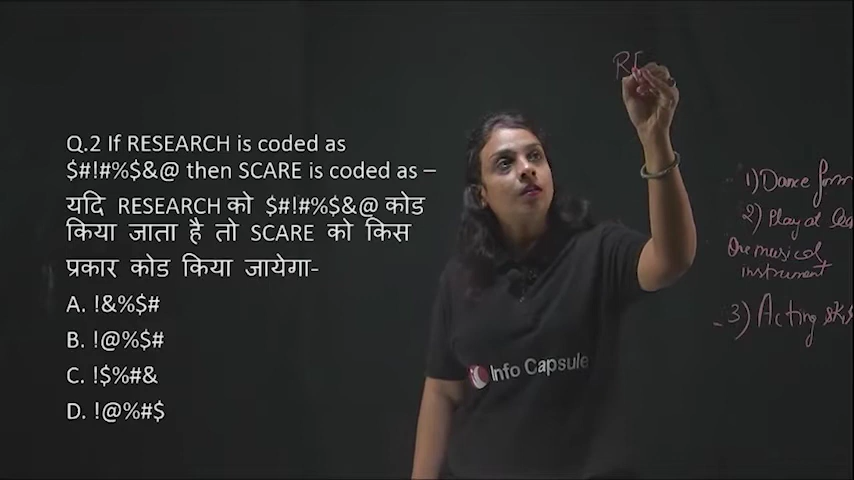 Q.2 If RESEARCH is coded as
$#!#%$&@ then SCARE is coded as –
यदि RESEARCH को $#!#%$&@ कोड
किया जाता है तो SCARE को किस
प्रकार कोड किया जायेगा-
A. !&%$#
B. !@%$#
C. !$%#&
D. !@%#$
RE
1) Dance form
2) Play at
One musical
instrument
3) Acting
Info Capsule